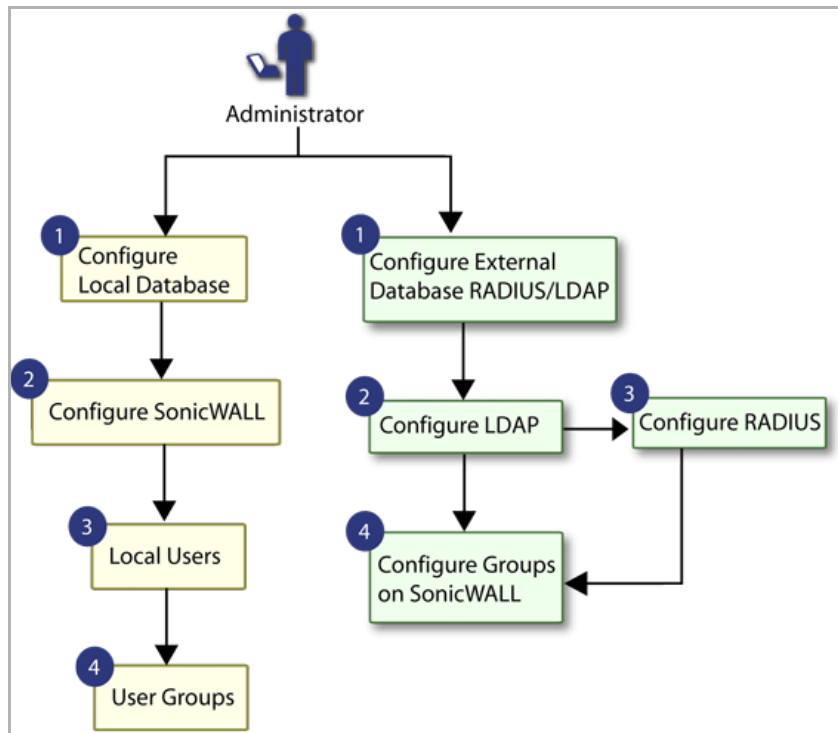 Administrator
1
Configure
Local Database
2
Configure SonicWALL
3
Local Users
4
User Groups
1
Configure External
Database RADIUS/LDAP
2
Configure LDAP
3
Configure RADIUS
4
Configure Groups
on SonicWALL